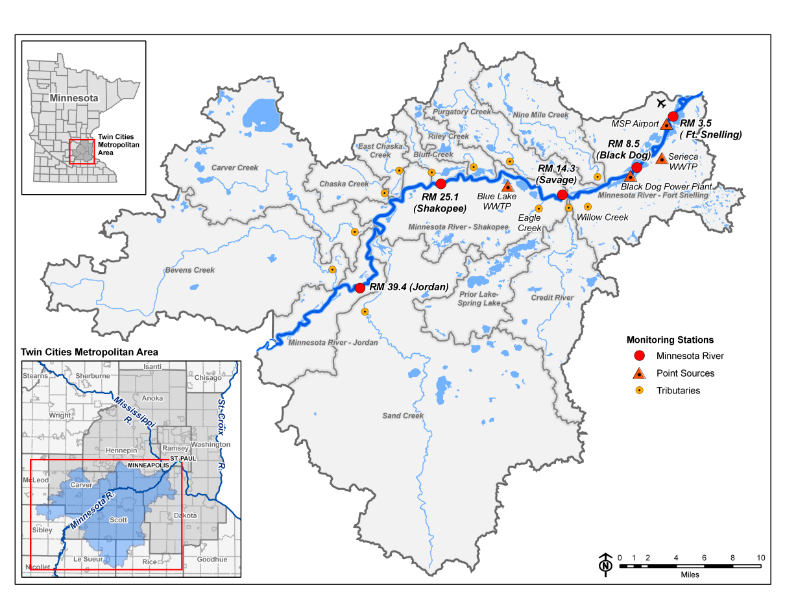 Minnesota
Twin Cities
Metropolitan
Area
Purgatory Creek
Nine Mile Creek
Riley Creek
East Chaska
Creek
Bluff Creek
Carver Creek
Chaska Creek
MSP Airport
RM 3.5
( Ft. Snelling)
RM 8.5
(Black Dog)
Serieca
WWTP
RM 14.3
(Savage)
Black Dog Power Plant
Minnesota River - Fort Snelling
RM 25.1
(Shakopee)
Blue Lake
WWTP
Eagle
Creek
Willow Creek
Minnesota River - Shakopee
Bevens Creek
RM 39.4 (Jordan)
Prior Lake-
Spring Lake
Credit River
Minnesota River - Jordan
Sand Creek
Monitoring Stations
Minnesota River
Point Sources
Tributaries
Twin Cities Metropolitan Area
Stearns
Sherburne
Isanti
Chisago
Anoka
Wright
Mississippi
R.
St. Croix R.
Hennepin
Ramsey
Washington
MINNEAPOLIS
ST PAUL
McLeod
Carver
Minnesota R.
Scott
Dakota
Sibley
Le Sueur
Rice
Goodhue
Nicollet
N
0 1 2 4 6 8 10
Miles